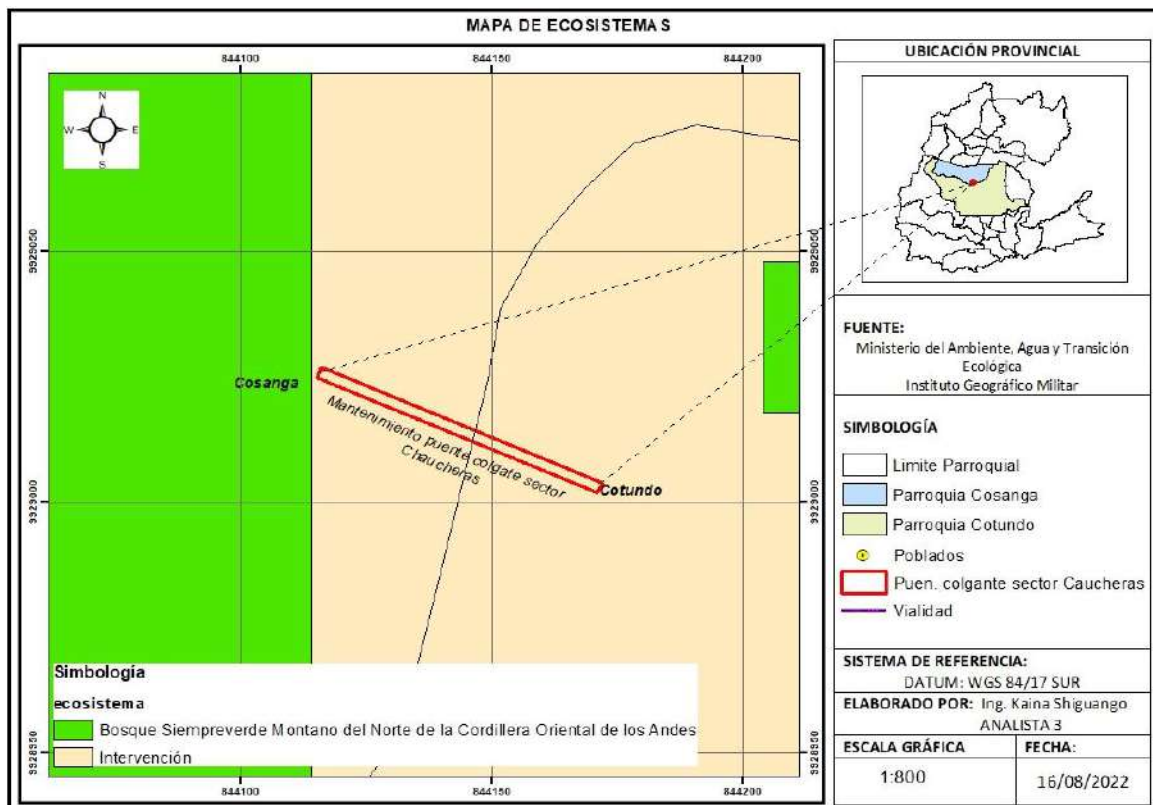 MAPA DE ECOSISTEMAS
844100
844150
844200
N
W
E
S
9929050
9929050
Cosanga
Mantenimiento puente colgate sector
Chaucheras
Cotundo
9929000
9929000
9928950
9928950
Simbología
ecosistema
Bosque Siempreverde Montano del Norte de la Cordillera Oriental de los Andes
Intervención
844100
844150
844200
UBICACIÓN PROVINCIAL
FUENTE:
Ministerio del Ambiente, Agua y Transición
Ecológica
Instituto Geográfico Militar
SIMBOLOGÍA
Limite Parroquial
Parroquia Cosanga
Parroquia Cotundo
Poblados
Puen. colgante sector Caucheras
Vialidad
SISTEMA DE REFERENCIA:
DATUM: WGS 84/17 SUR
ELABORADO POR: Ing. Kaina Shiguango
ANALISTA 3
ESCALA GRÁFICA
1:800
FECHA:
16/08/2022